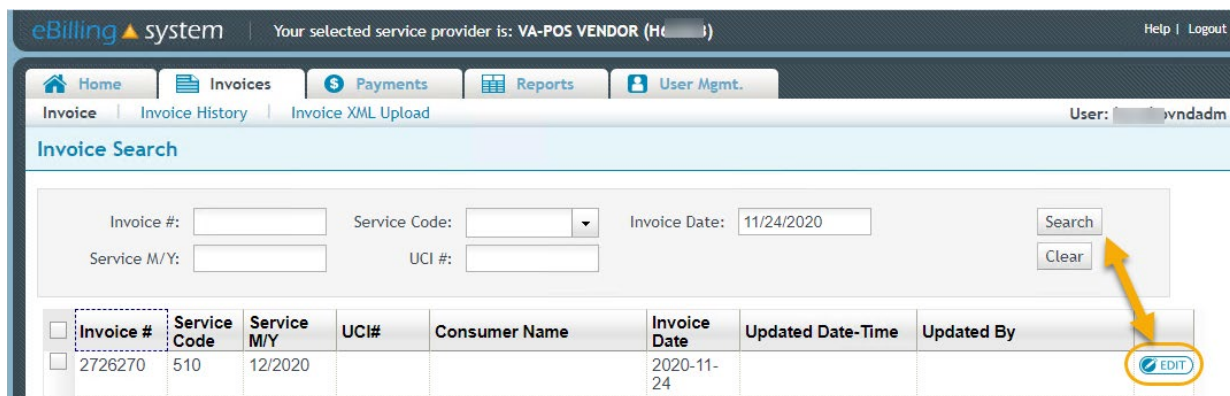 eBilling system Your selected service provider is: VA-POS VENDOR (H ) Help | Logout
Home Invoices Payments Reports User Mgmt.
Invoice Invoice History Invoice XML Upload User: vndadm
Invoice Search
Invoice #: Service Code: Invoice Date: 11/24/2020 Search
Service M/Y: UCI #: Clear
Invoice # Service Code Service M/Y UCI# Consumer Name Invoice Date Updated Date-Time Updated By
2726270 510 12/2020 2020-11-24 EDIT